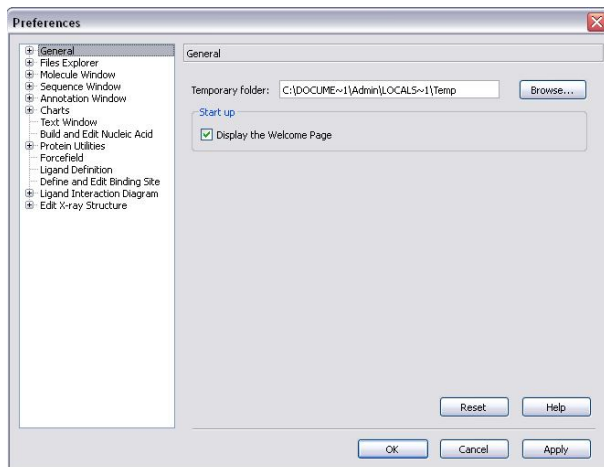 Preferences
General
Files Explorer
Molecule Window
Sequence Window
Annotation Window
Charts
Text Window
Build and Edit Nucleic Acid
Protein Utilities
Forcefield
Ligand Definition
Define and Edit Binding Site
Ligand Interaction Diagram
Edit X-ray Structure
General
Temporary folder: C:\DOCUME~1\Admin\LOCALS~1\Temp Browse...
Start up
Display the Welcome Page
Reset Help
OK Cancel Apply